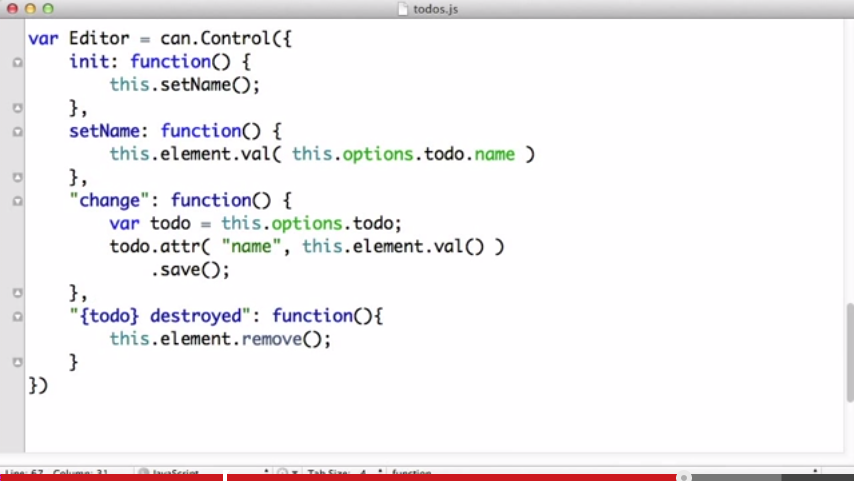 todos.js
var Editor = can.Control({
    init: function() {
        this.setName();
    },
    setName: function() {
        this.element.val( this.options.todo.name )
    },
    "change": function() {
        var todo = this.options.todo;
        todo.attr( "name", this.element.val() )
            .save();
    },
    "{todo} destroyed": function(){
        this.element.remove();
    }
})
Line: 67 Column: 31 JavaScript Tab Size: 4 function